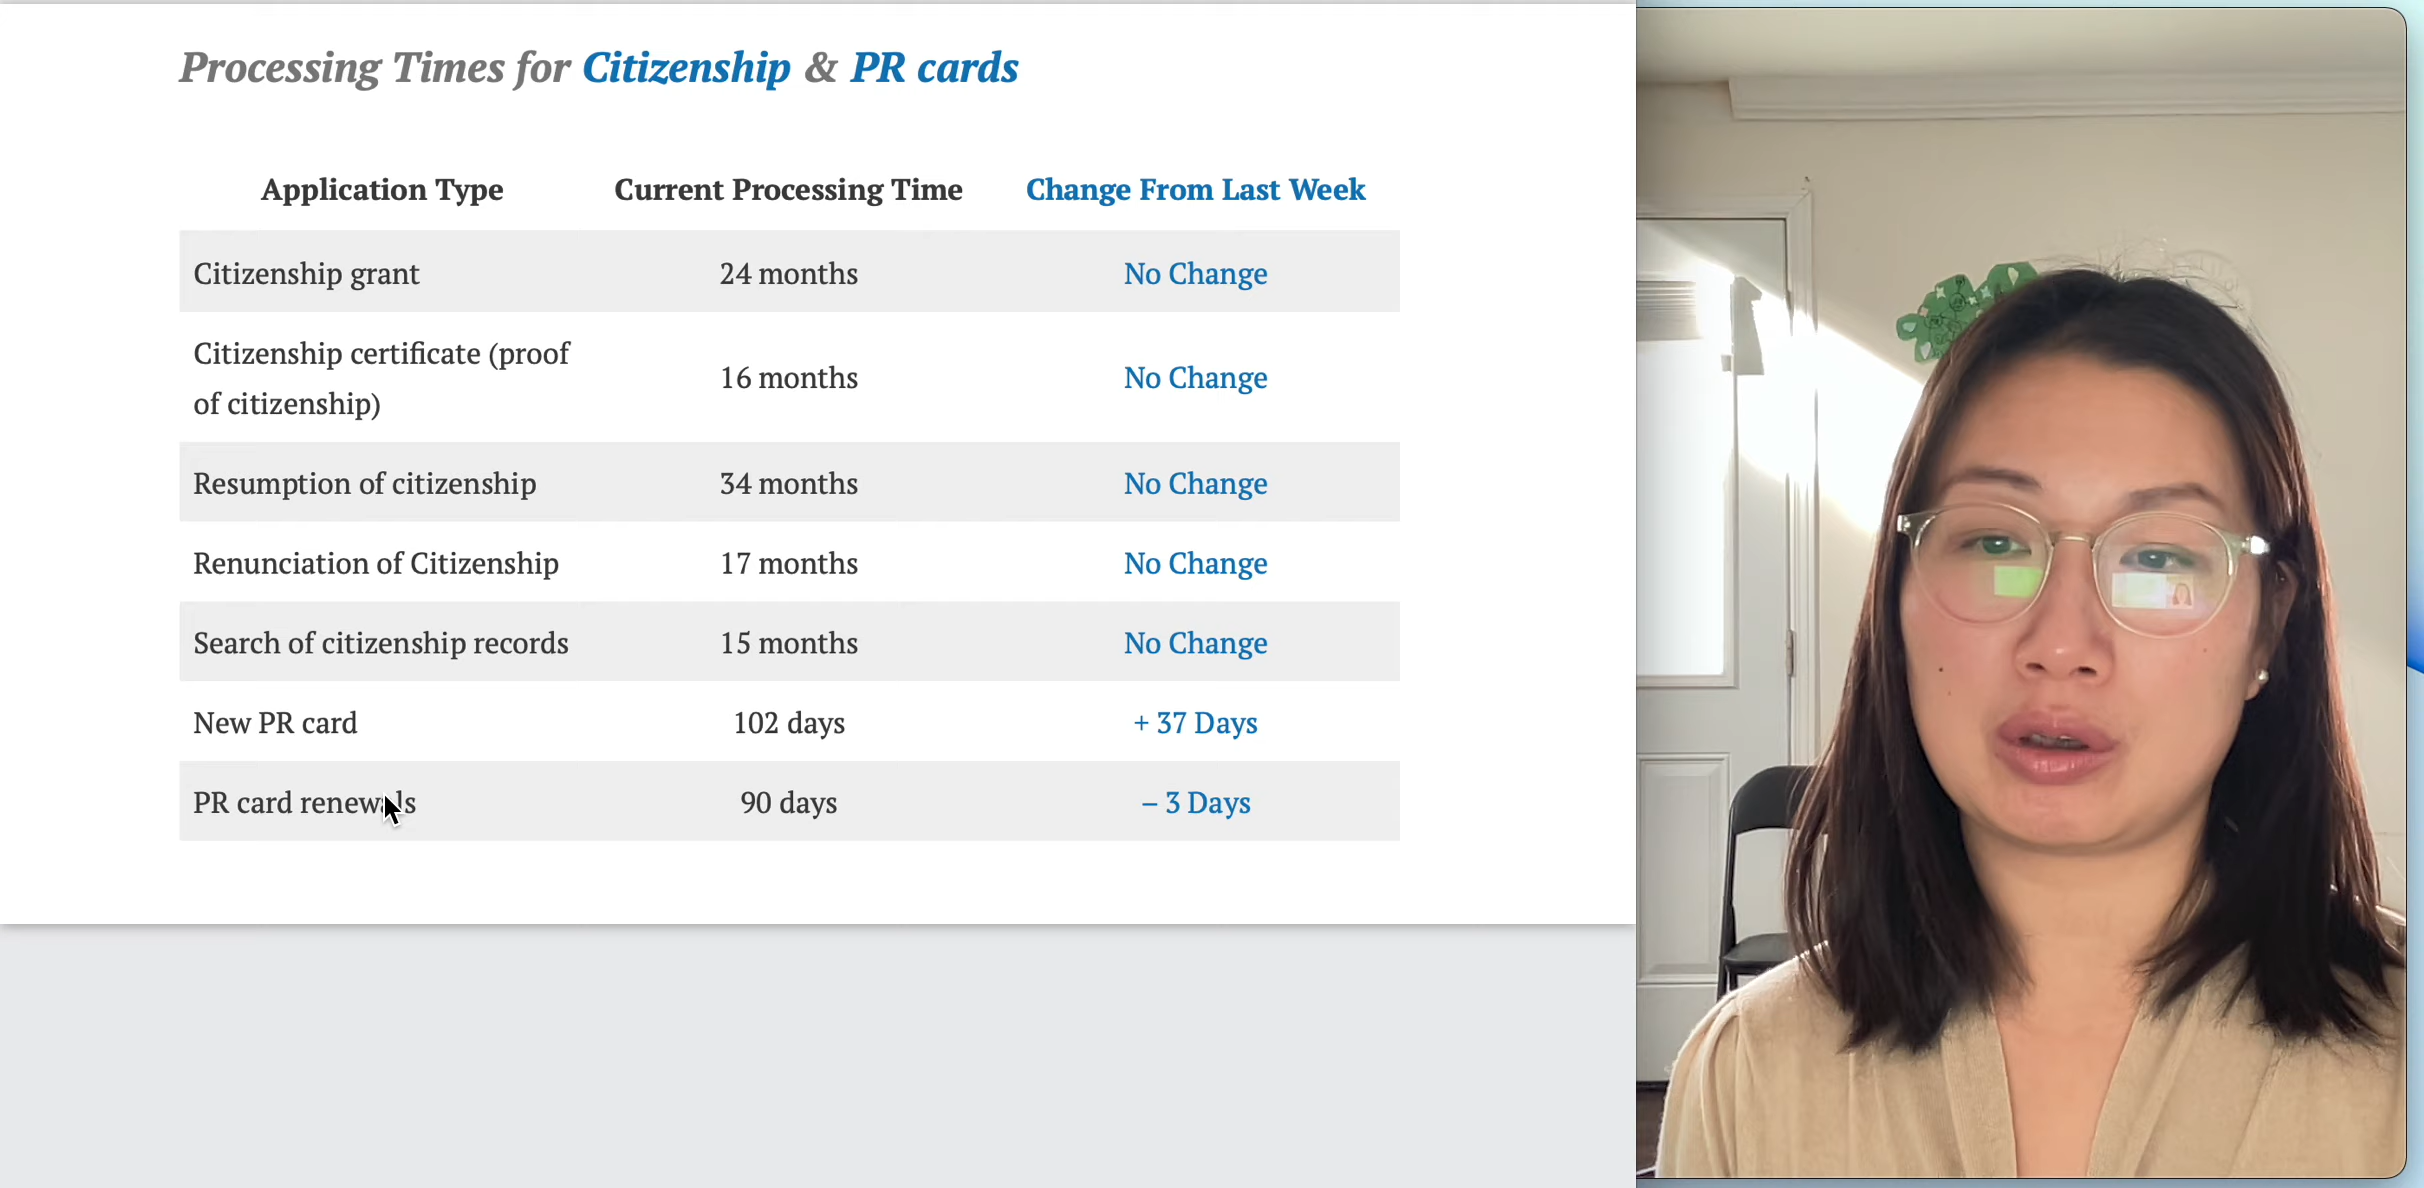 Processing Times for Citizenship & PR cards
Application Type Current Processing Time Change From Last Week
Citizenship grant 24 months No Change
Citizenship certificate (proof
of citizenship) 16 months No Change
Resumption of citizenship 34 months No Change
Renunciation of Citizenship 17 months No Change
Search of citizenship records 15 months No Change
New PR card 102 days + 37 Days
PR card renewals 90 days – 3 Days